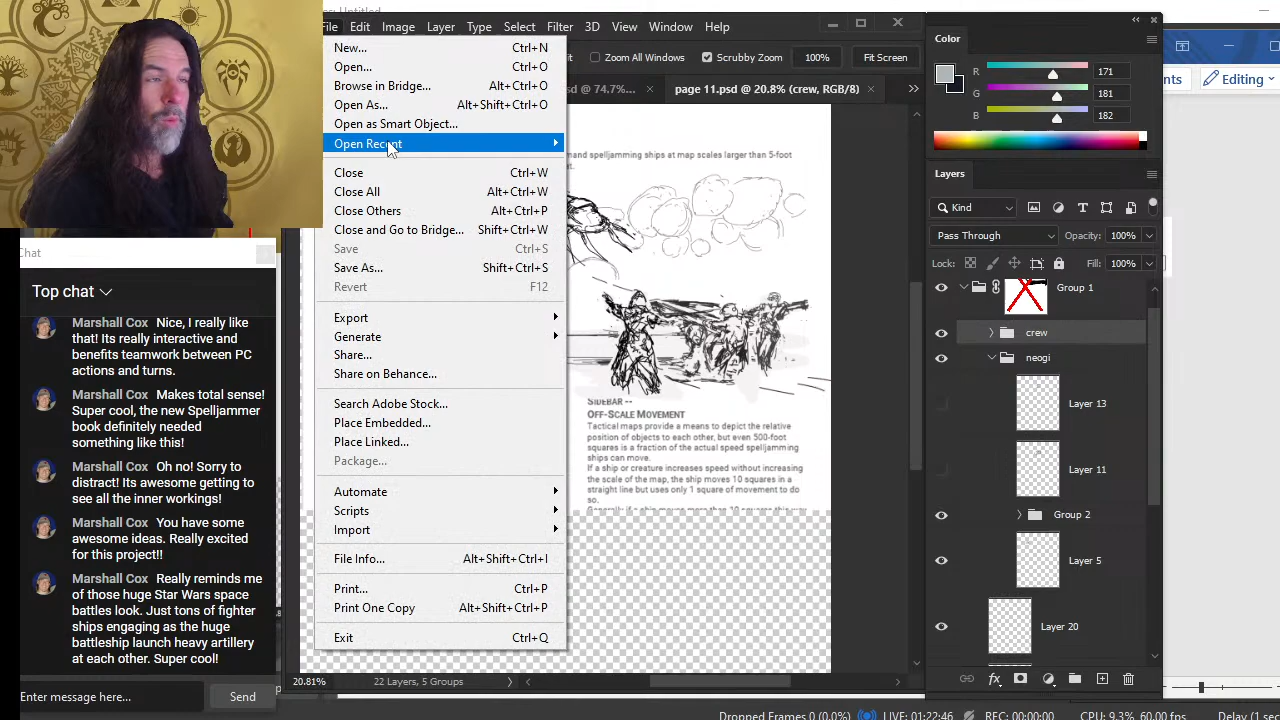 File Edit Image Layer Type Select Filter 3D View Window Help
Zoom All Windows Scrubby Zoom 100% Fit Screen
@ 74.7%... page 11.psd @ 20.8% (crew, RGB/8)
New... Ctrl+N
Open... Ctrl+O
Browse in Bridge... Alt+Ctrl+O
Open As... Alt+Shift+Ctrl+O
Open as Smart Object...
Open Recent
Close Ctrl+W
Close All Alt+Ctrl+W
Close Others Alt+Ctrl+P
Close and Go to Bridge... Shift+Ctrl+W
Save Ctrl+S
Save As... Shift+Ctrl+S
Revert F12
Export
Generate
Share...
Share on Behance...
Search Adobe Stock...
Place Embedded...
Place Linked...
Package...
Automate
Scripts
Import
File Info... Alt+Shift+Ctrl+I
Print... Ctrl+P
Print One Copy Alt+Shift+Ctrl+P
Exit Ctrl+Q
and spelljamming ships at map scales larger than 5-foot
SIDEBAR --
OFF-SCALE MOVEMENT
Tactical maps provide a means to depict the relative
position of objects to each other, but even 500-foot
squares is a fraction of the actual speed spelljamming
ships can move.
If a ship or creature increases speed without increasing
the scale of the map, the ship moves 10 squares in a
straight line but uses only 1 square of movement to do
so.
20.81% 22 Layers, 5 Groups
Color
R 171
G 181
B 182
Layers
Kind
Pass Through Opacity: 100%
Lock: Fill: 100%
Group 1
crew
neogi
Layer 13
Layer 11
Group 2
Layer 5
Layer 20
Editing
Chat
Top chat
Marshall Cox Nice, I really like
that! Its really interactive and
benefits teamwork between PC
actions and turns.
Marshall Cox Makes total sense!
Super cool, the new Spelljammer
book definitely needed
something like this!
Marshall Cox Oh no! Sorry to
distract! Its awesome getting to
see all the inner workings!
Marshall Cox You have some
awesome ideas. Really excited
for this project!!
Marshall Cox Really reminds me
of those huge Star Wars space
battles look. Just tons of fighter
ships engaging as the huge
battleship launch heavy artillery
at each other. Super cool!
Enter message here... Send
Dropped Frames 0 (0.0%) LIVE: 01:22:46 REC: 00:00:00 CPU: 9.3%, 60.00 fps Delay (1 sec